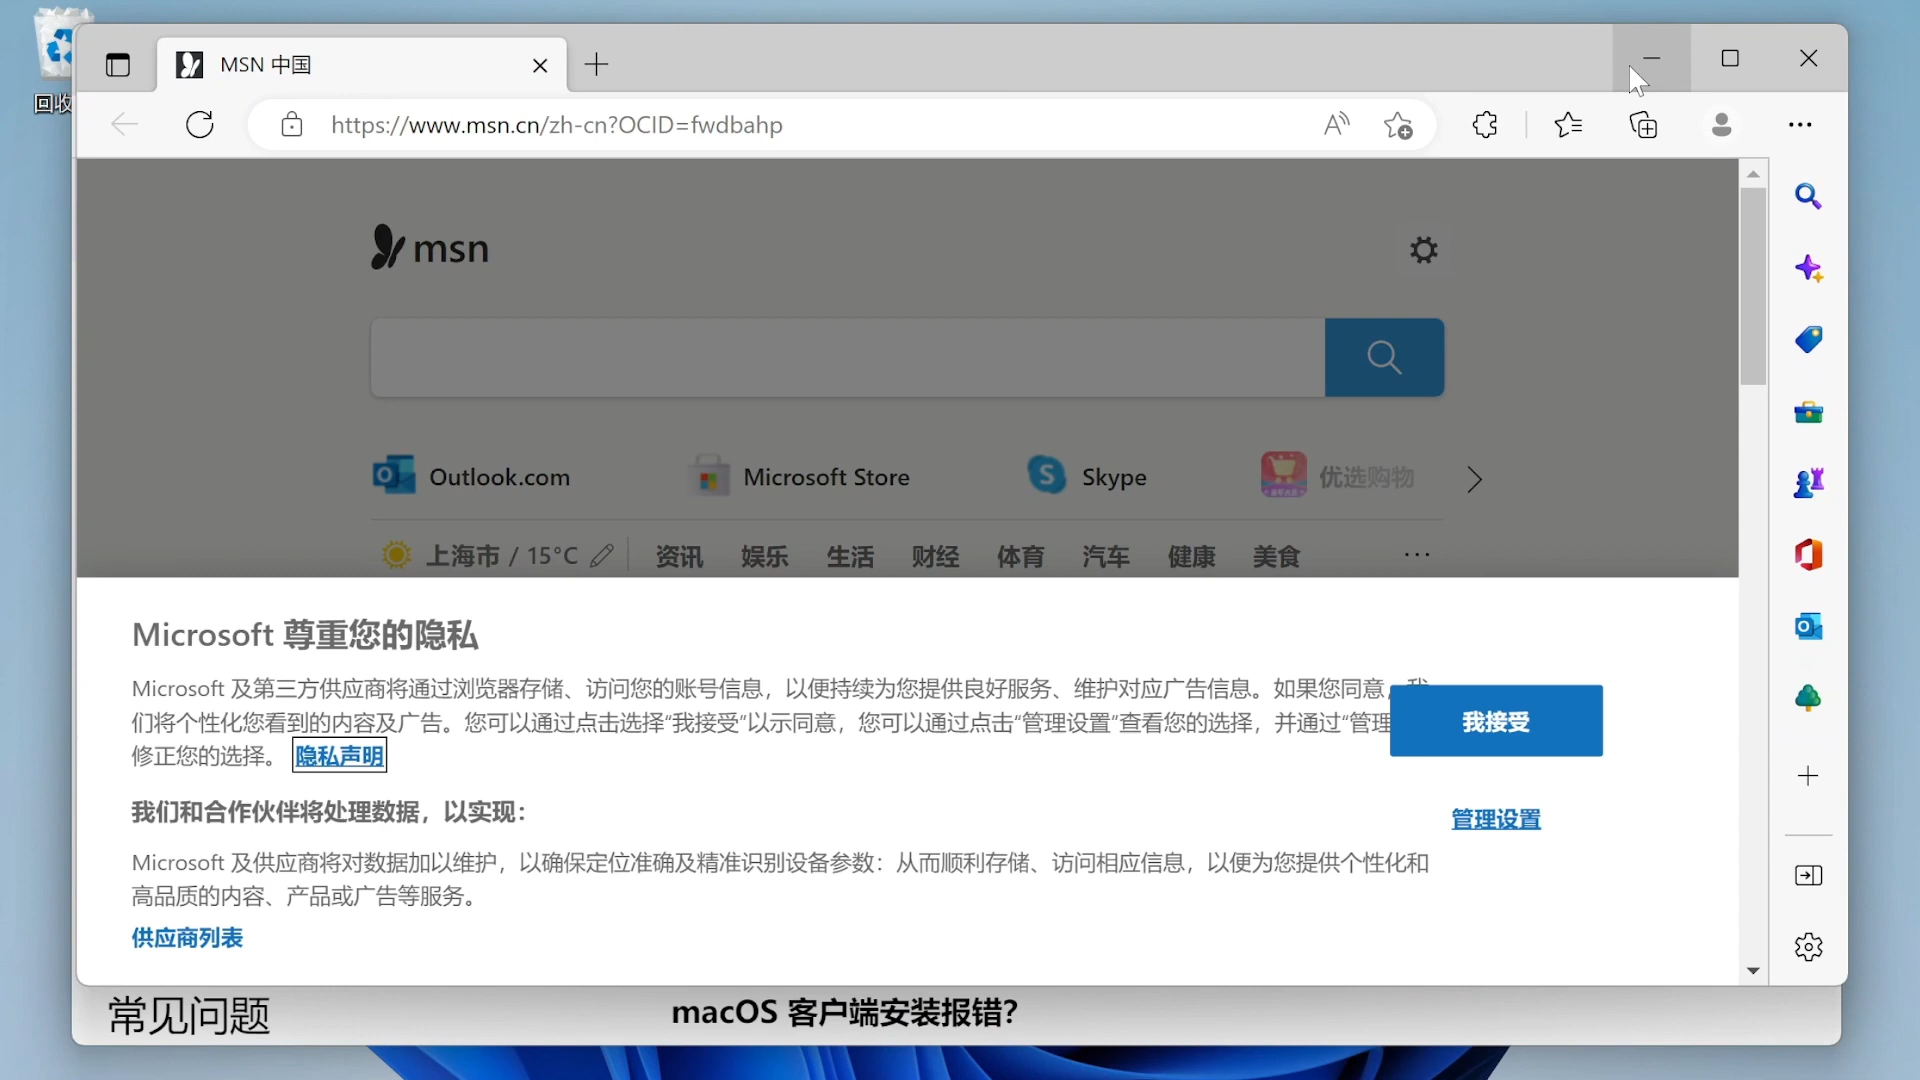 回收
MSN 中国
https://www.msn.cn/zh-cn?OCID=fwdbahp
msn
Outlook.com
Microsoft Store
Skype
优选购物
上海市 / 15°C
资讯 娱乐 生活 财经 体育 汽车 健康 美食 ...
Microsoft 尊重您的隐私
Microsoft 及第三方供应商将通过浏览器存储、访问您的账号信息，以便持续为您提供良好服务、维护对应广告信息。如果您同意，我
们将个性化您看到的内容及广告。您可以通过点击选择“我接受”以示同意，您可以通过点击“管理设置”查看您的选择，并通过“管理
修正您的选择。 隐私声明
我接受
我们和合作伙伴将处理数据，以实现：
管理设置
Microsoft 及供应商将对数据加以维护，以确保定位准确及精准识别设备参数：从而顺利存储、访问相应信息，以便为您提供个性化和
高品质的内容、产品或广告等服务。
供应商列表
常见问题
macOS 客户端安装报错？